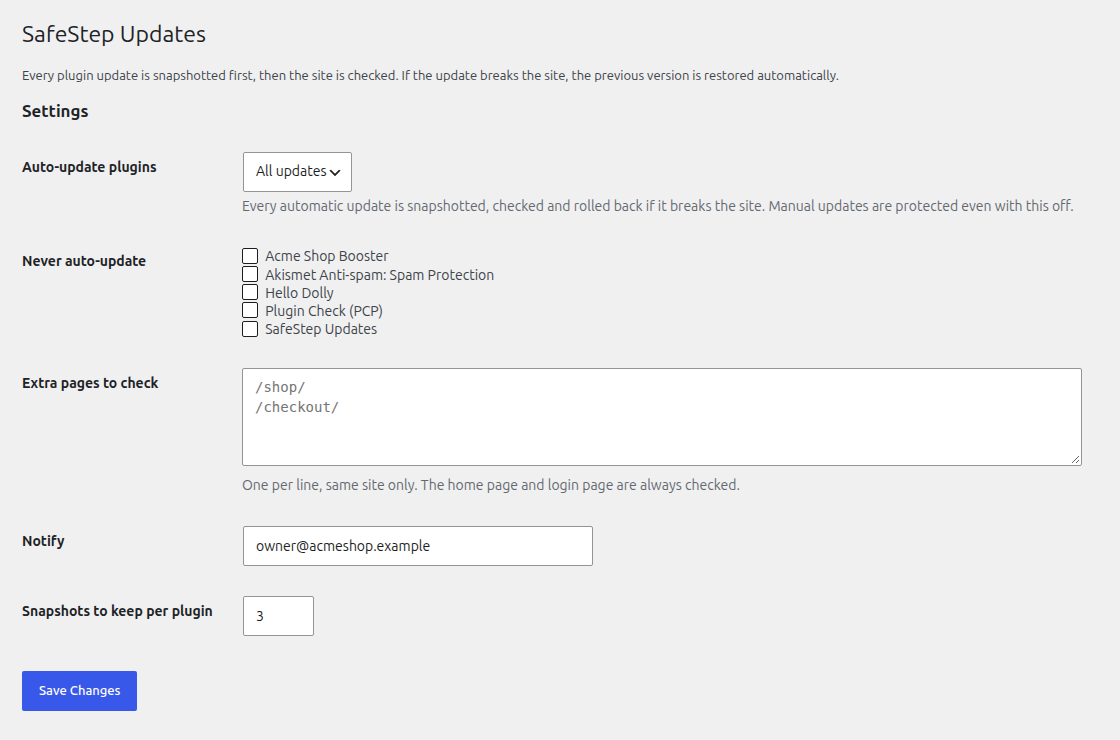 SafeStep Updates
Every plugin update is snapshotted first, then the site is checked. If the update breaks the site, the previous version is restored automatically.
Settings
Auto-update plugins
All updates
Every automatic update is snapshotted, checked and rolled back if it breaks the site. Manual updates are protected even with this off.
Never auto-update
Acme Shop Booster
Akismet Anti-spam: Spam Protection
Hello Dolly
Plugin Check (PCP)
SafeStep Updates
Extra pages to check
/shop/
/checkout/
One per line, same site only. The home page and login page are always checked.
Notify
owner@acmeshop.example
Snapshots to keep per plugin
3
Save Changes